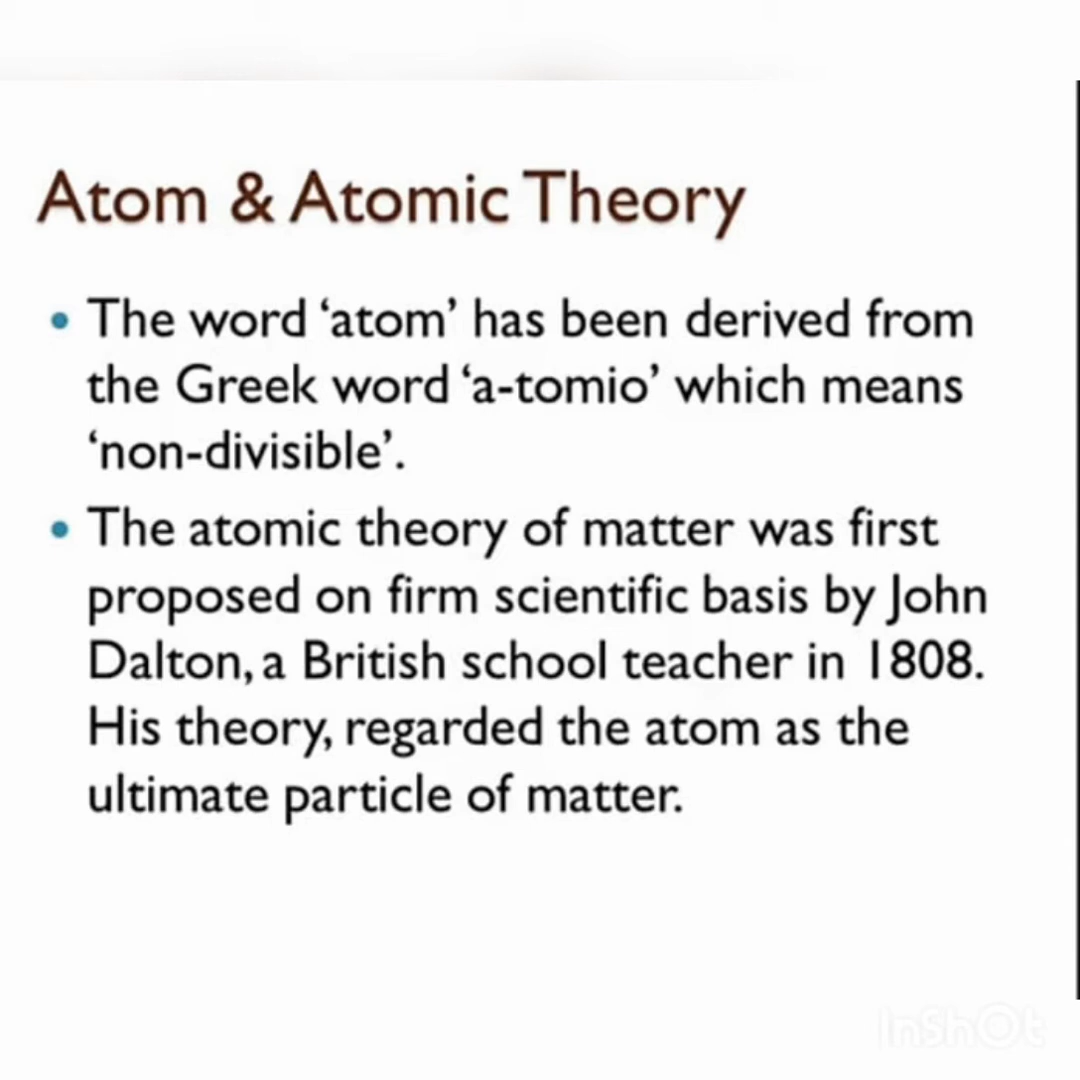 Atom & Atomic Theory
• The word ‘atom’ has been derived from
the Greek word ‘a-tomio’ which means
‘non-divisible’.
• The atomic theory of matter was first
proposed on firm scientific basis by John
Dalton, a British school teacher in 1808.
His theory, regarded the atom as the
ultimate particle of matter.
InShOt